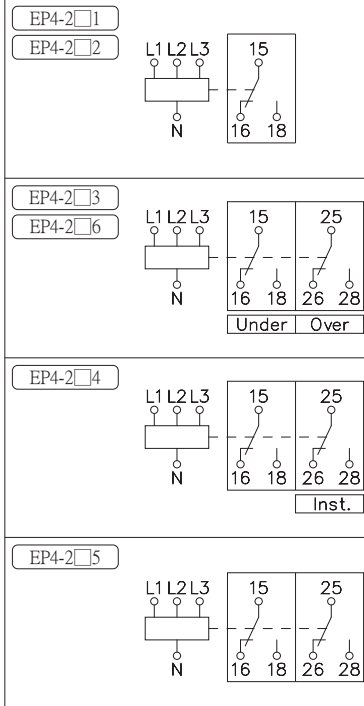 EP4-2□1
EP4-2□2
L1 L2 L3 15
N 16 18
EP4-2□3
EP4-2□6
L1 L2 L3 15 25
N 16 18 26 28
Under Over
EP4-2□4
L1 L2 L3 15 25
N 16 18 26 28
Inst.
EP4-2□5
L1 L2 L3 15 25
N 16 18 26 28